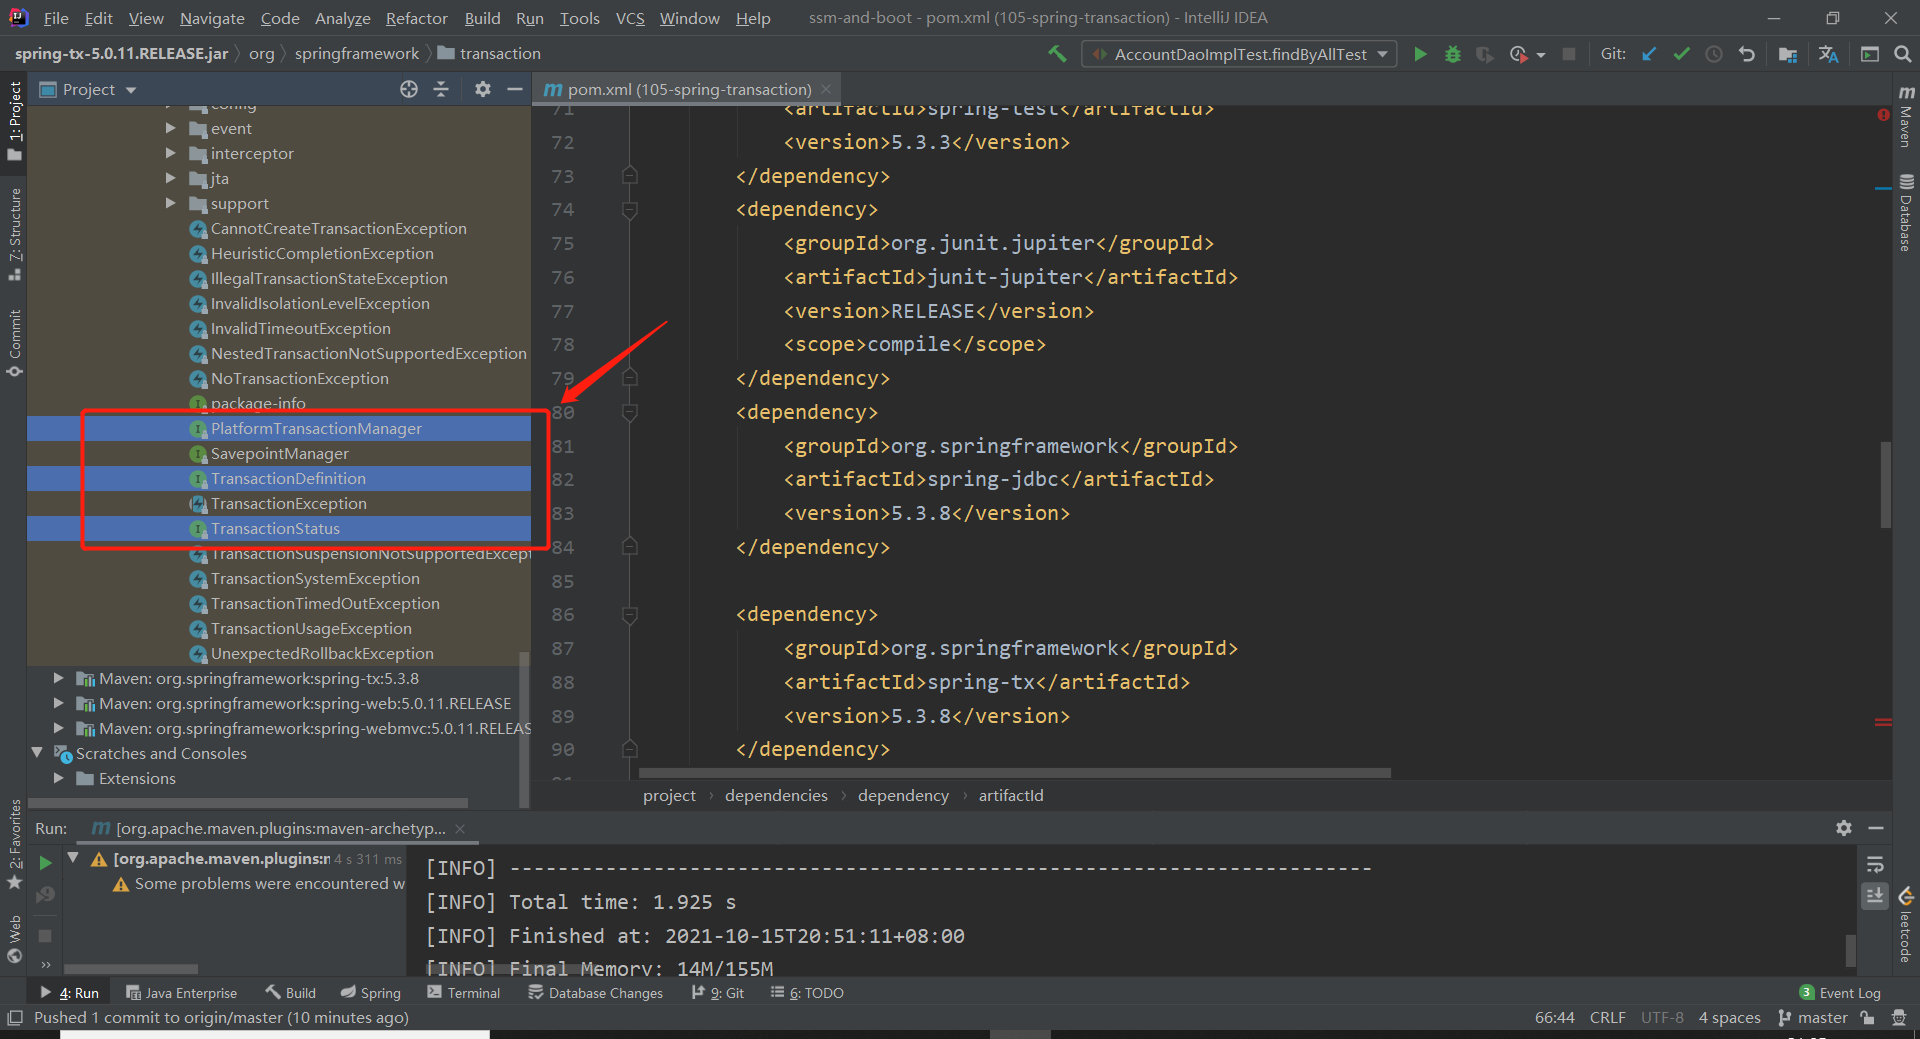 File Edit View Navigate Code Analyze Refactor Build Run Tools VCS Window Help ssm-and-boot - pom.xml (105-spring-transaction) - IntelliJ IDEA
spring-tx-5.0.11.RELEASE.jar org springframework transaction AccountDaoImplTest.findByAllTest Git:
Project
pom.xml (105-spring-transaction)
config
event
interceptor
jta
support
CannotCreateTransactionException
HeuristicCompletionException
IllegalTransactionStateException
InvalidIsolationLevelException
InvalidTimeoutException
NestedTransactionNotSupportedException
NoTransactionException
package-info
PlatformTransactionManager
SavepointManager
TransactionDefinition
TransactionException
TransactionStatus
TransactionSuspensionNotSupportedExcept
TransactionSystemException
TransactionTimedOutException
TransactionUsageException
UnexpectedRollbackException
Maven: org.springframework:spring-tx:5.3.8
Maven: org.springframework:spring-web:5.0.11.RELEASE
Maven: org.springframework:spring-webmvc:5.0.11.RELEAS
Scratches and Consoles
Extensions
71 <artifactId>spring-test</artifactId>
72 <version>5.3.3</version>
73 </dependency>
74 <dependency>
75 <groupId>org.junit.jupiter</groupId>
76 <artifactId>junit-jupiter</artifactId>
77 <version>RELEASE</version>
78 <scope>compile</scope>
79 </dependency>
80 <dependency>
81 <groupId>org.springframework</groupId>
82 <artifactId>spring-jdbc</artifactId>
83 <version>5.3.8</version>
84 </dependency>
85
86 <dependency>
87 <groupId>org.springframework</groupId>
88 <artifactId>spring-tx</artifactId>
89 <version>5.3.8</version>
90 </dependency>
project dependencies dependency artifactId
1: Project
7: Structure
Commit
2: Favorites
Web
Maven
Database
leetcode
Run: [org.apache.maven.plugins:maven-archetyp...
[org.apache.maven.plugins:r 4 s 311 ms
Some problems were encountered w
[INFO] ------------------------------------------------------------------------
[INFO] Total time: 1.925 s
[INFO] Finished at: 2021-10-15T20:51:11+08:00
[INFO] Final Memory: 14M/155M
4: Run Java Enterprise Build Spring Terminal Database Changes 9: Git 6: TODO 3 Event Log
Pushed 1 commit to origin/master (10 minutes ago) 66:44 CRLF UTF-8 4 spaces master